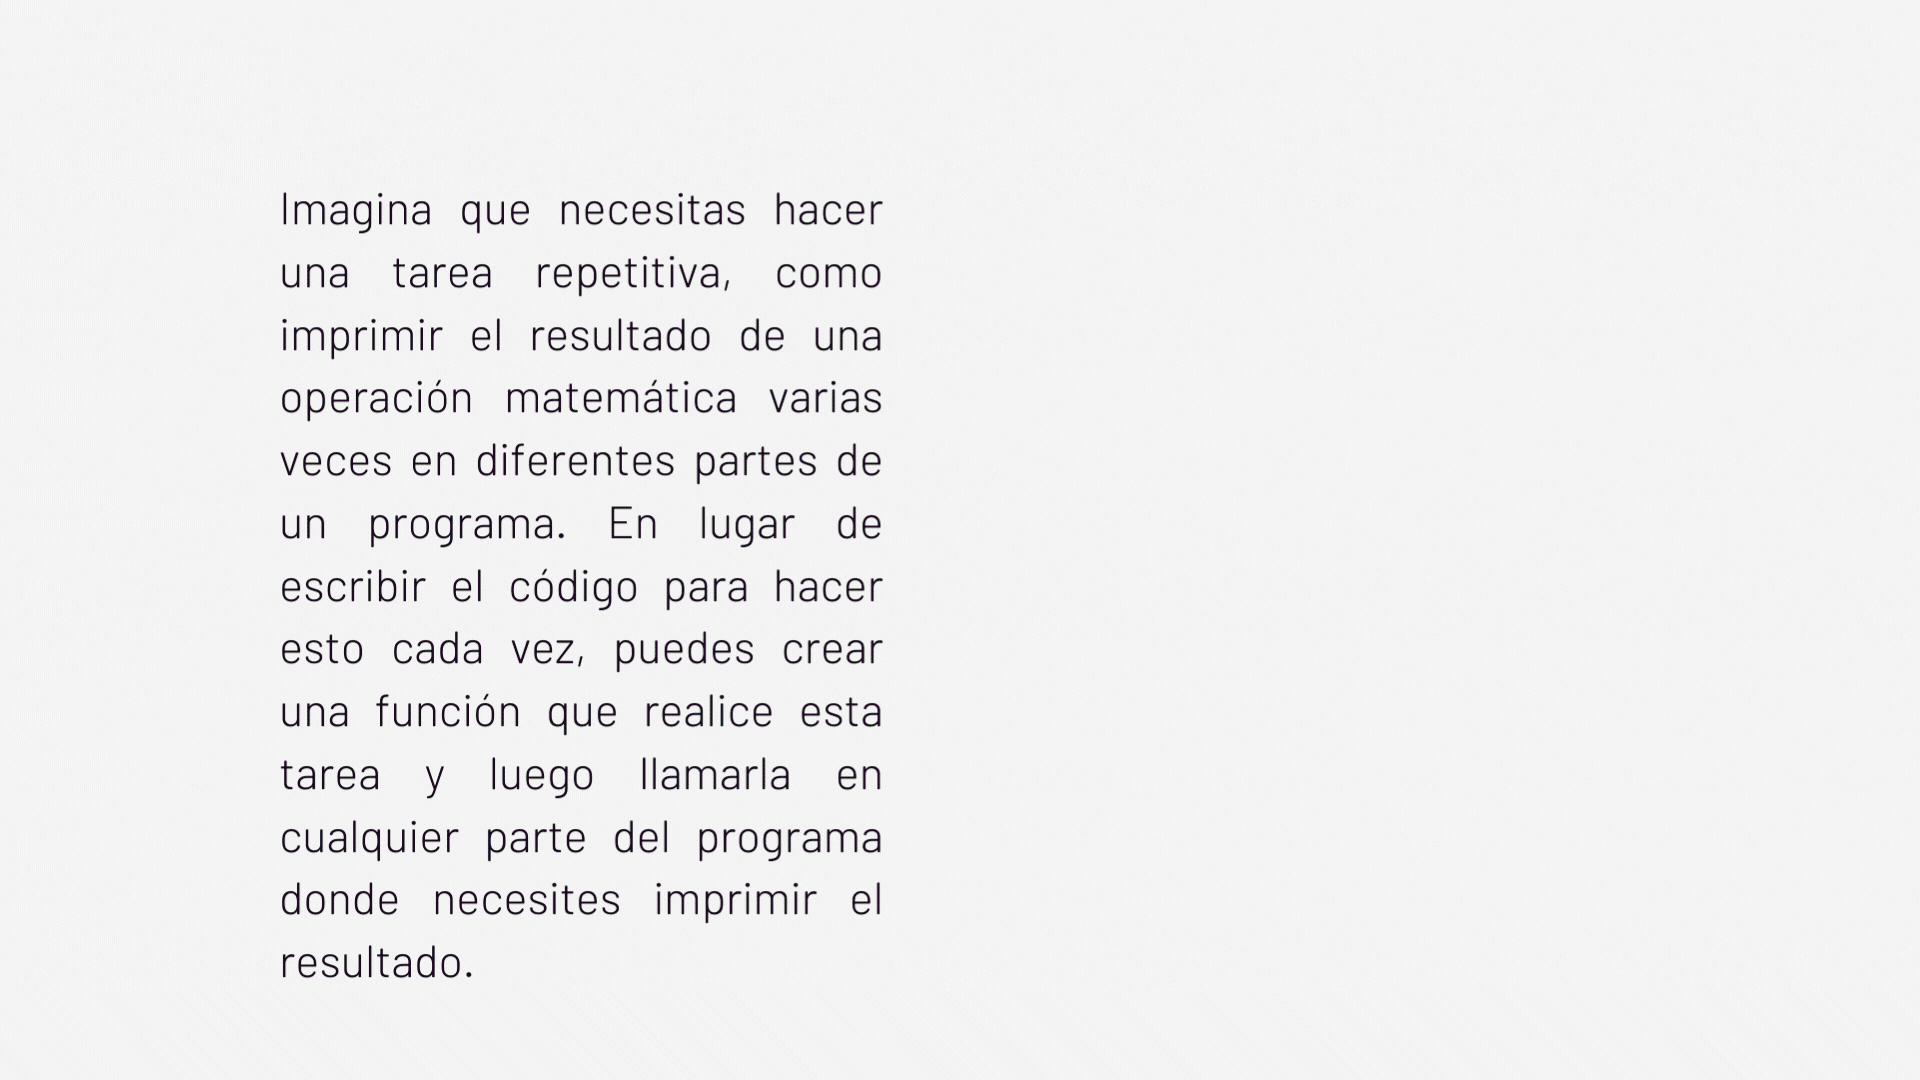 Imagina que necesitas hacer
una tarea repetitiva, como
imprimir el resultado de una
operación matemática varias
veces en diferentes partes de
un programa. En lugar de
escribir el código para hacer
esto cada vez, puedes crear
una función que realice esta
tarea y luego llamarla en
cualquier parte del programa
donde necesites imprimir el
resultado.